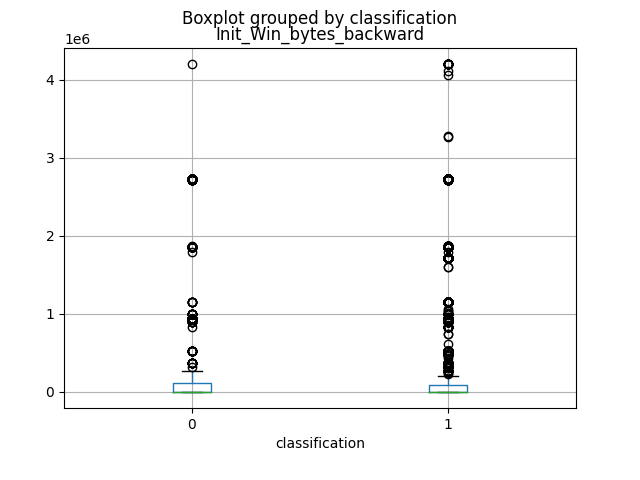 Boxplot grouped by classification
Init_Win_bytes_backward
1e6
4
3
2
1
0
0 1
classification